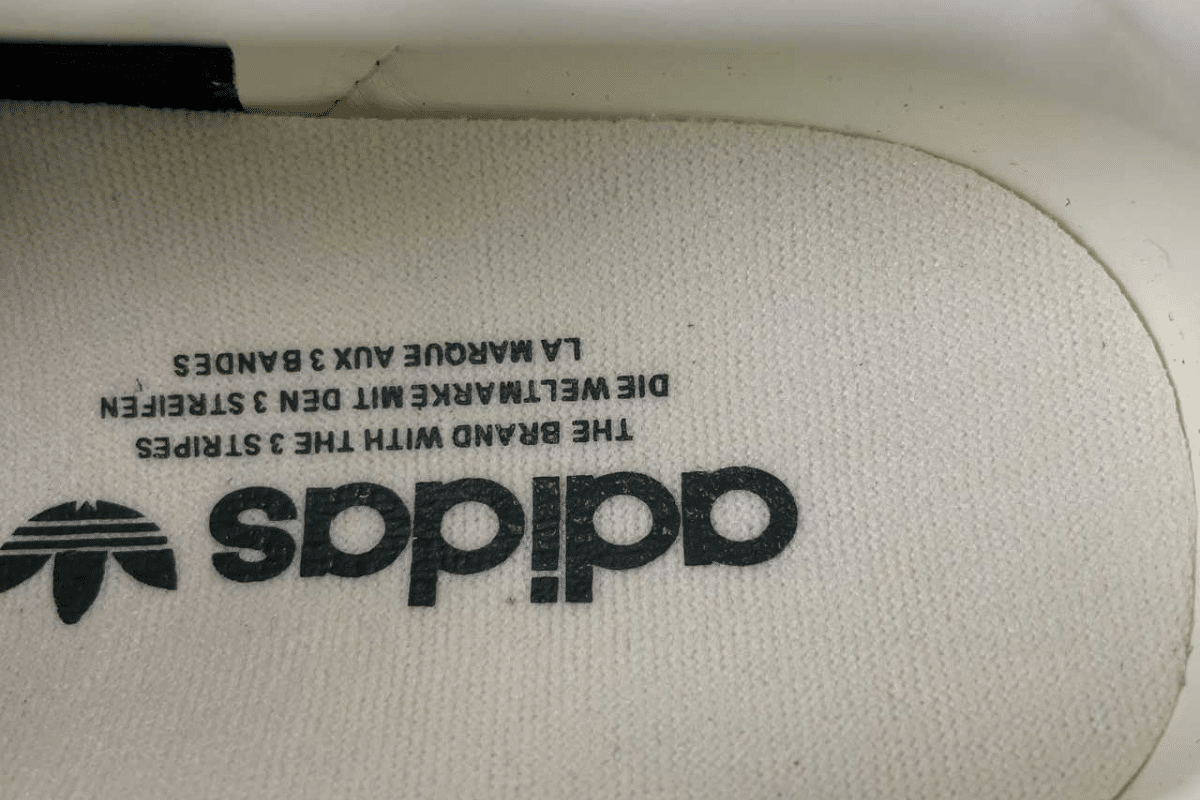 adidas
THE BRAND WITH THE 3 STRIPES
DIE WELTMARKE MIT DEN 3 STREIFEN
LA MARQUE AUX 3 BANDES